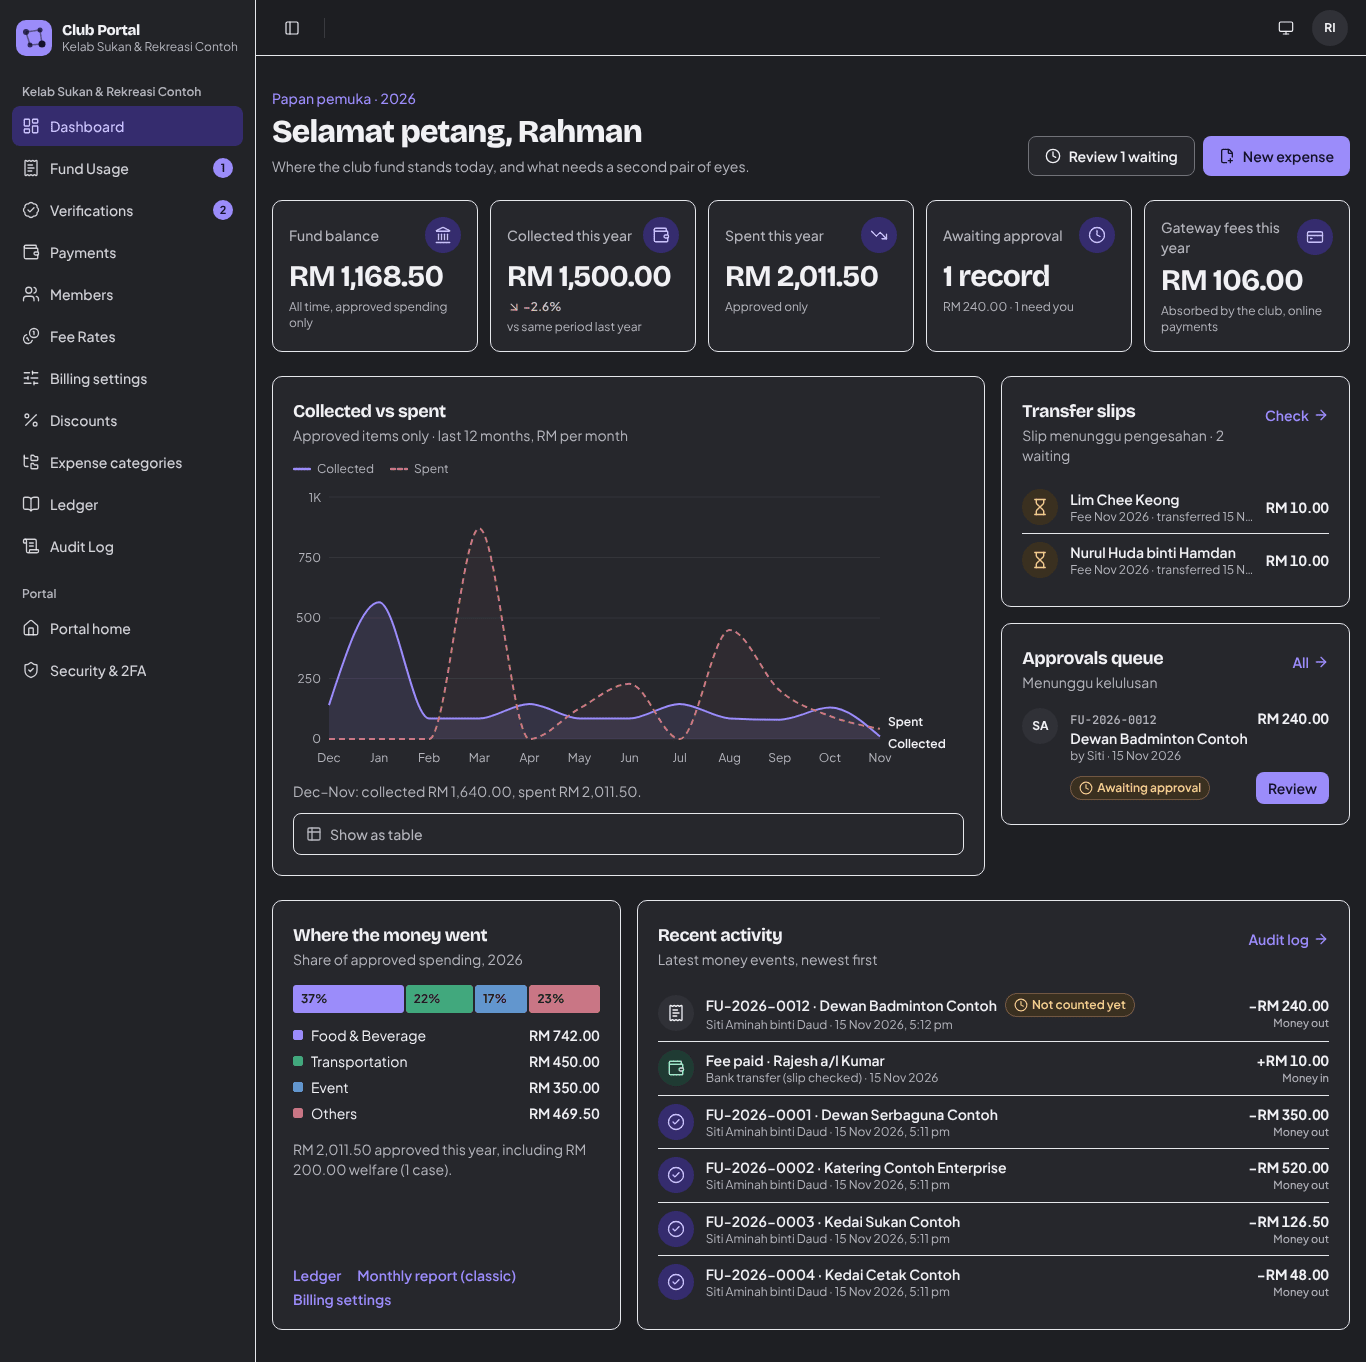 Club Portal
Kelab Sukan & Rekreasi Contoh
Kelab Sukan & Rekreasi Contoh
Dashboard
Fund Usage 1
Verifications 2
Payments
Members
Fee Rates
Billing settings
Discounts
Expense categories
Ledger
Audit Log
Portal
Portal home
Security & 2FA
RI
Papan pemuka · 2026
Selamat petang, Rahman
Where the club fund stands today, and what needs a second pair of eyes.
Review 1 waiting
New expense
Fund balance
RM 1,168.50
All time, approved spending
only
Collected this year
RM 1,500.00
↘ −2.6%
vs same period last year
Spent this year
RM 2,011.50
Approved only
Awaiting approval
1 record
RM 240.00 · 1 need you
Gateway fees this
year
RM 106.00
Absorbed by the club, online
payments
Collected vs spent
Approved items only · last 12 months, RM per month
Collected Spent
1K
750
500
250
0
Dec Jan Feb Mar Apr May Jun Jul Aug Sep Oct Nov
Spent
Collected
Dec–Nov: collected RM 1,640.00, spent RM 2,011.50.
Show as table
Transfer slips
Check →
Slip menunggu pengesahan · 2
waiting
Lim Chee Keong
Fee Nov 2026 · transferred 15 N...
RM 10.00
Nurul Huda binti Hamdan
Fee Nov 2026 · transferred 15 N...
RM 10.00
Approvals queue
All →
Menunggu kelulusan
SA
FU-2026-0012
RM 240.00
Dewan Badminton Contoh
by Siti · 15 Nov 2026
Awaiting approval
Review
Where the money went
Share of approved spending, 2026
37% 22% 17% 23%
Food & Beverage RM 742.00
Transportation RM 450.00
Event RM 350.00
Others RM 469.50
RM 2,011.50 approved this year, including RM
200.00 welfare (1 case).
Ledger Monthly report (classic)
Billing settings
Recent activity
Audit log →
Latest money events, newest first
FU-2026-0012 · Dewan Badminton Contoh Not counted yet −RM 240.00
Siti Aminah binti Daud · 15 Nov 2026, 5:12 pm Money out
Fee paid · Rajesh a/l Kumar +RM 10.00
Bank transfer (slip checked) · 15 Nov 2026 Money in
FU-2026-0001 · Dewan Serbaguna Contoh −RM 350.00
Siti Aminah binti Daud · 15 Nov 2026, 5:11 pm Money out
FU-2026-0002 · Katering Contoh Enterprise −RM 520.00
Siti Aminah binti Daud · 15 Nov 2026, 5:11 pm Money out
FU-2026-0003 · Kedai Sukan Contoh −RM 126.50
Siti Aminah binti Daud · 15 Nov 2026, 5:11 pm Money out
FU-2026-0004 · Kedai Cetak Contoh −RM 48.00
Siti Aminah binti Daud · 15 Nov 2026, 5:11 pm Money out